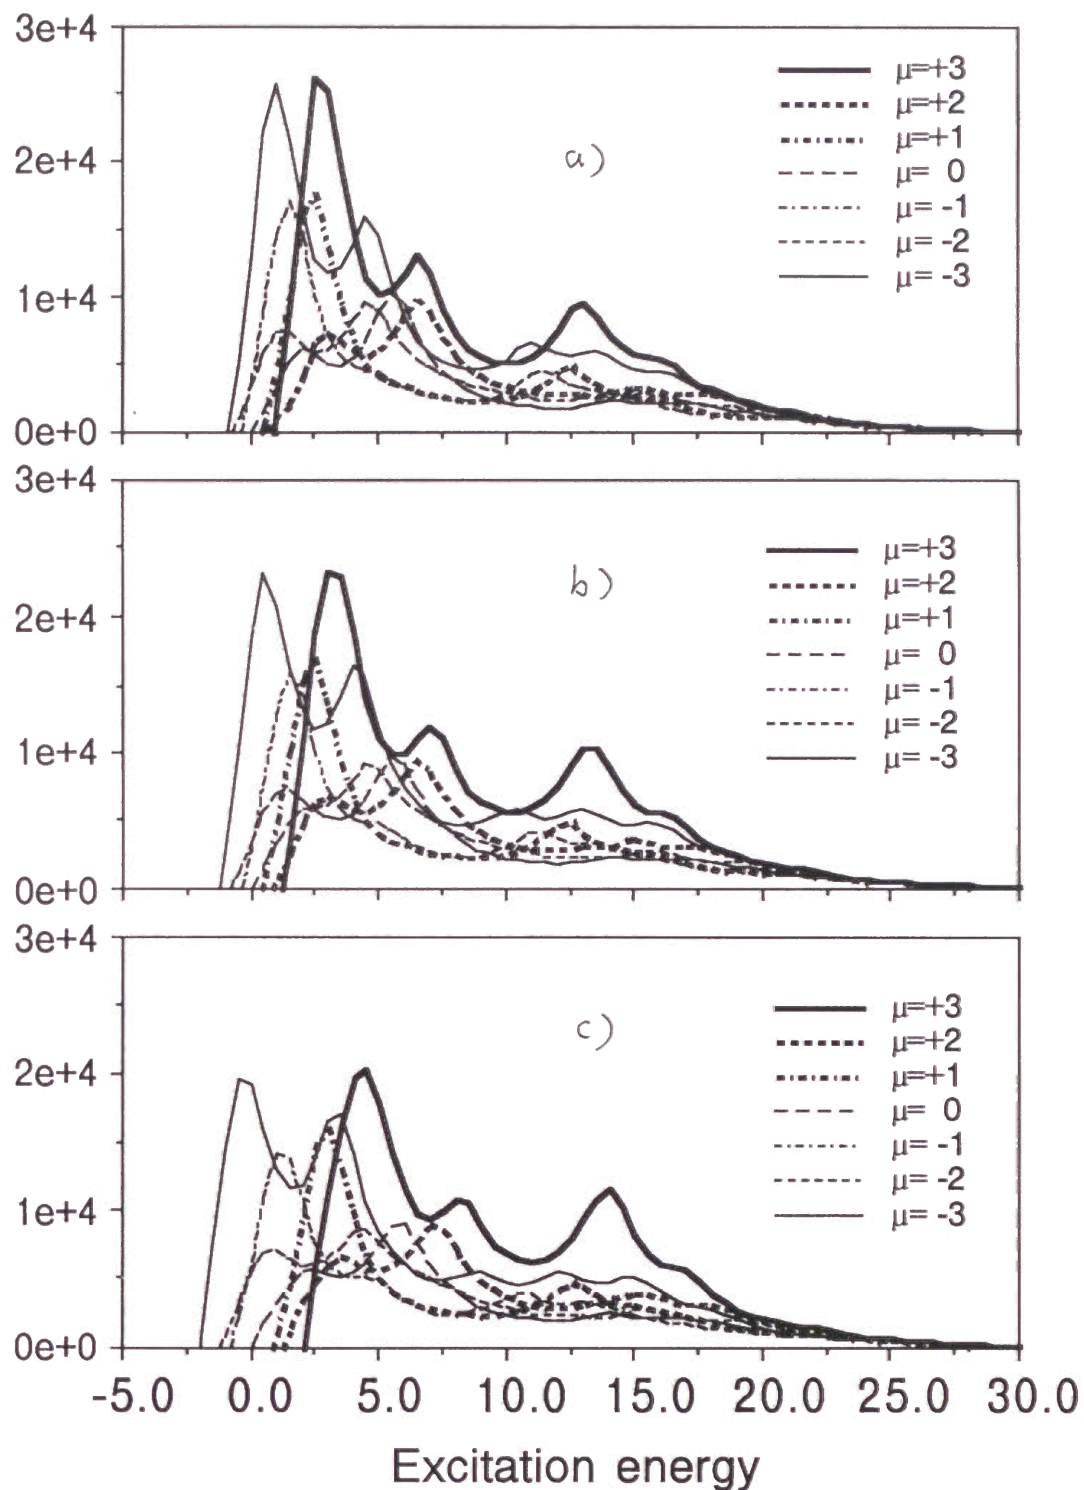 3e+4
2e+4
1e+4
0e+0
a)
μ=+3
μ=+2
μ=+1
μ= 0
μ= -1
μ= -2
μ= -3
3e+4
2e+4
1e+4
0e+0
b)
μ=+3
μ=+2
μ=+1
μ= 0
μ= -1
μ= -2
μ= -3
3e+4
2e+4
1e+4
0e+0
c)
μ=+3
μ=+2
μ=+1
μ= 0
μ= -1
μ= -2
μ= -3
-5.0 0.0 5.0 10.0 15.0 20.0 25.0 30.0
Excitation energy